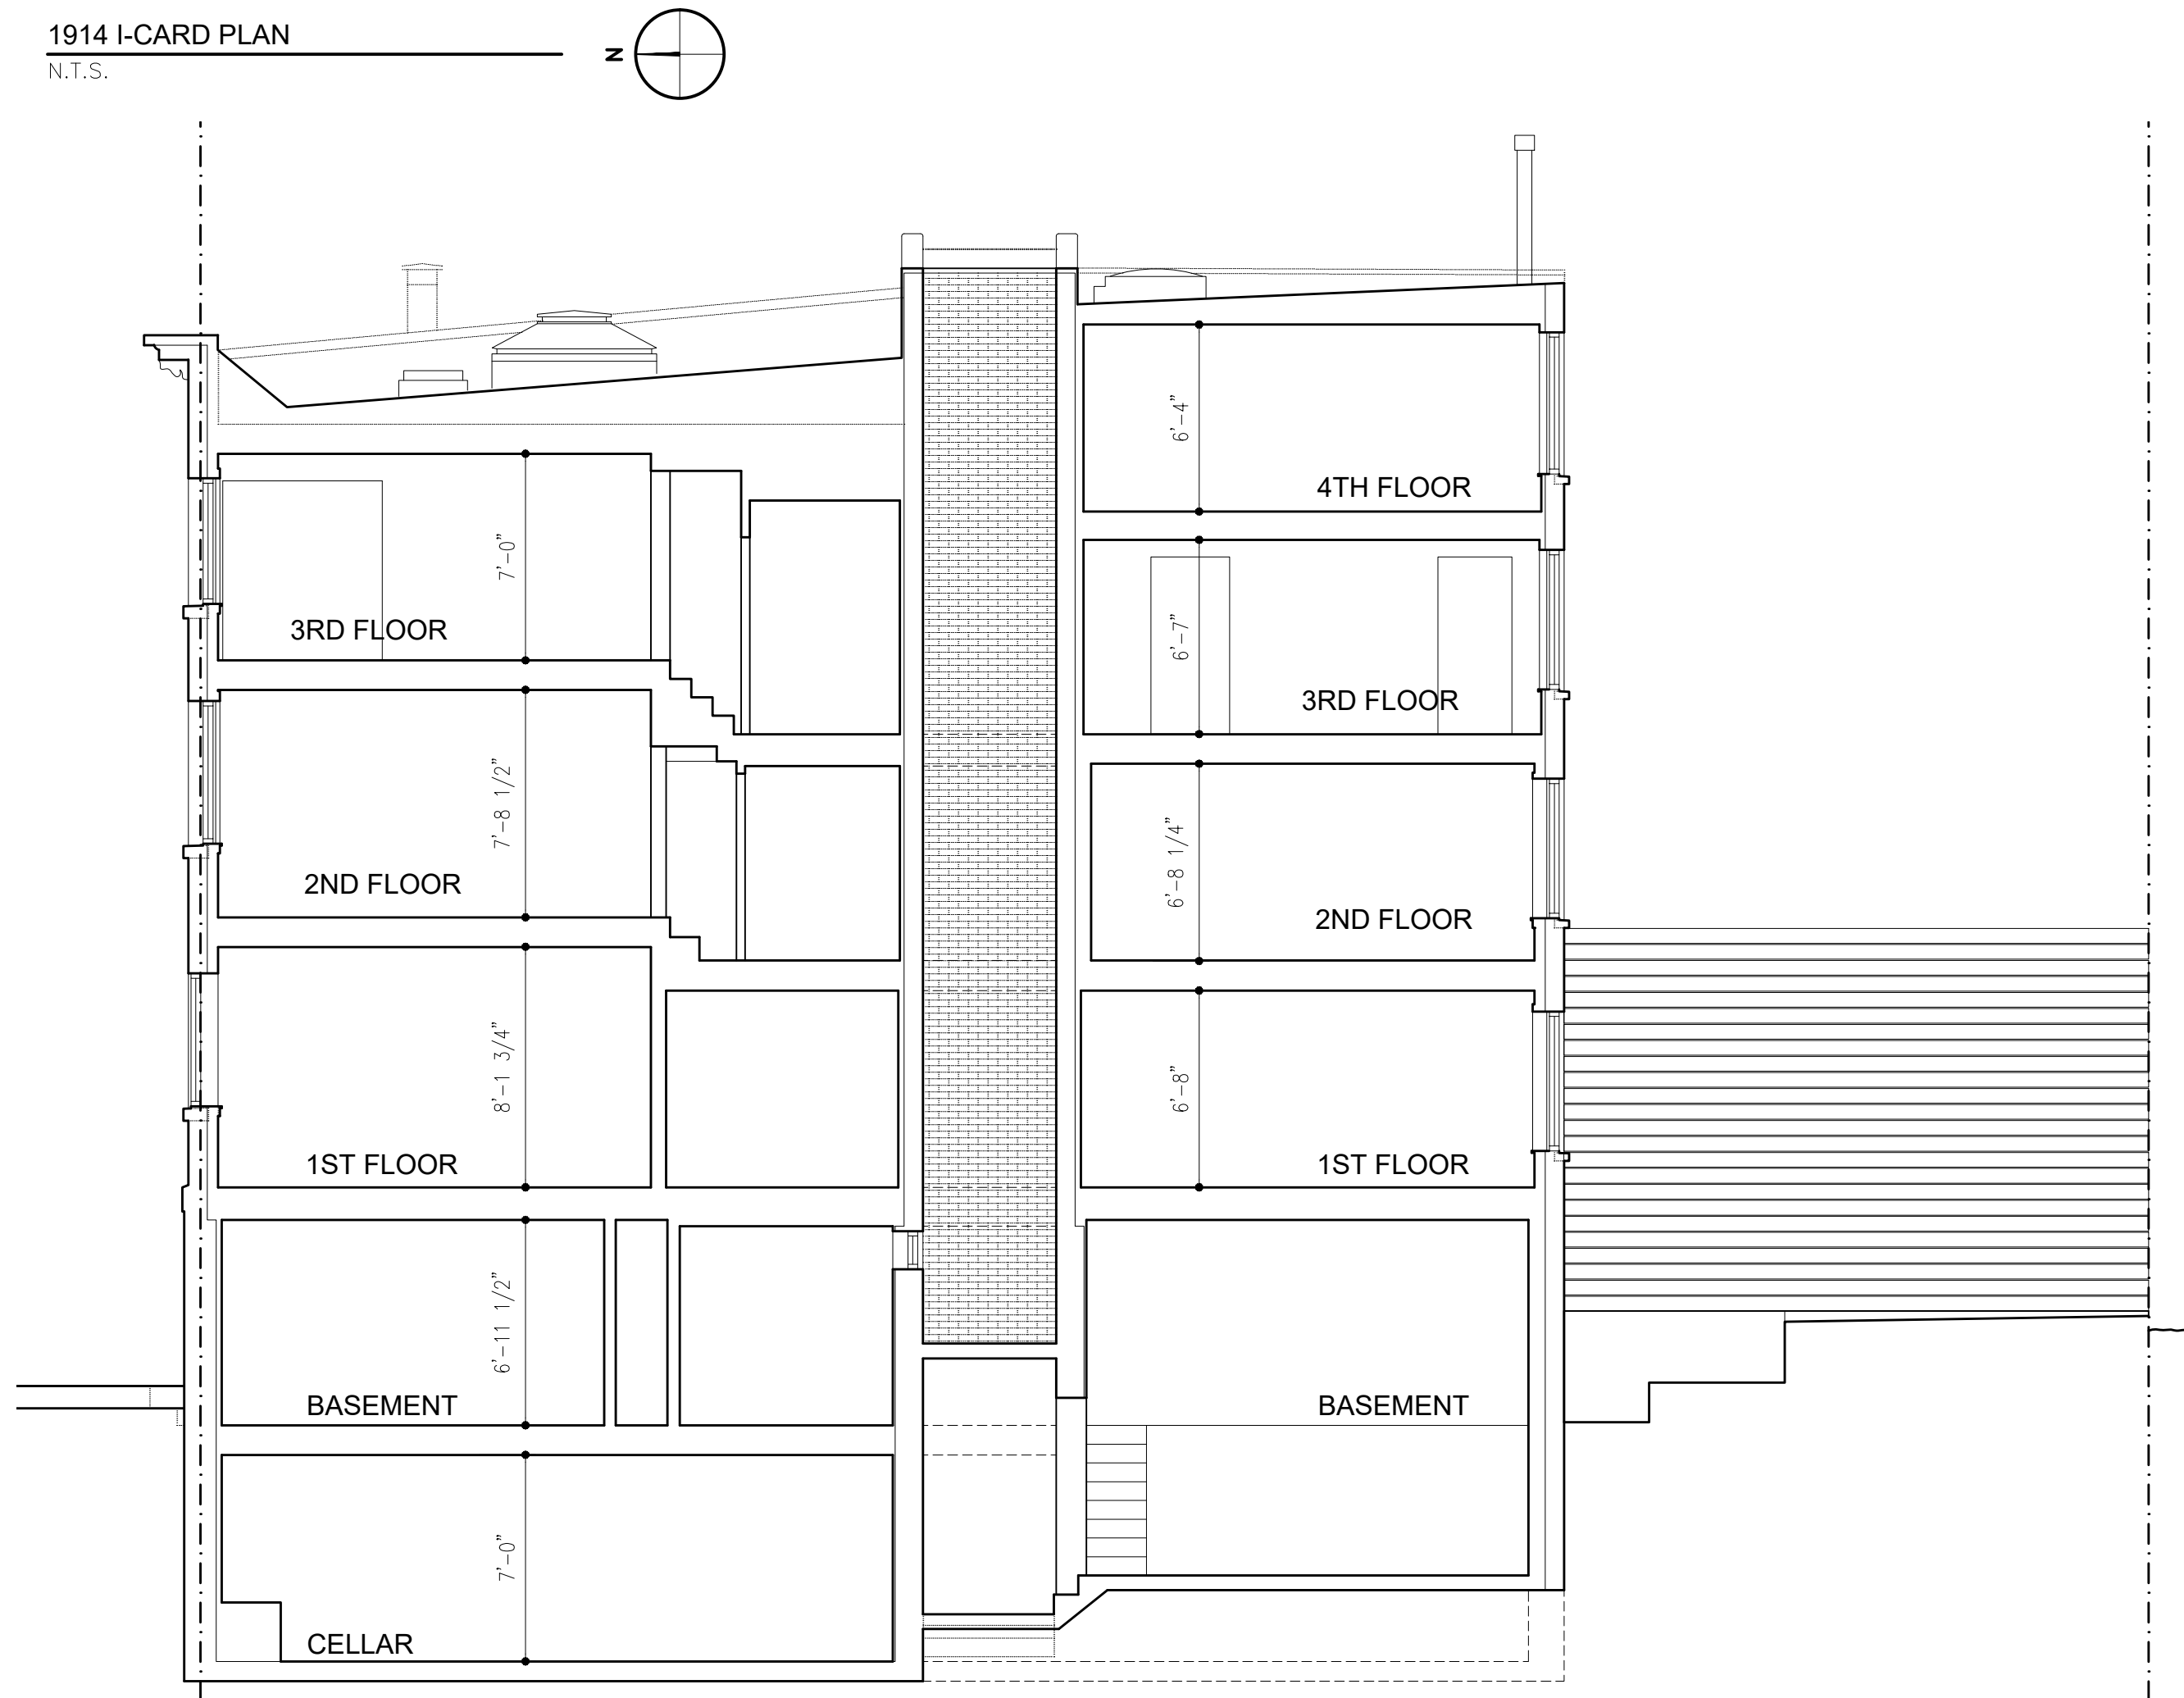 1914 I-CARD PLAN
N.T.S.
N
6'-4"
4TH FLOOR
7'-0"
3RD FLOOR
6'-7"
3RD FLOOR
7'-8 1/2"
2ND FLOOR
6'-8 1/4"
2ND FLOOR
8'-1 3/4"
1ST FLOOR
6'-8"
1ST FLOOR
6'-11 1/2"
BASEMENT
BASEMENT
7'-0"
CELLAR